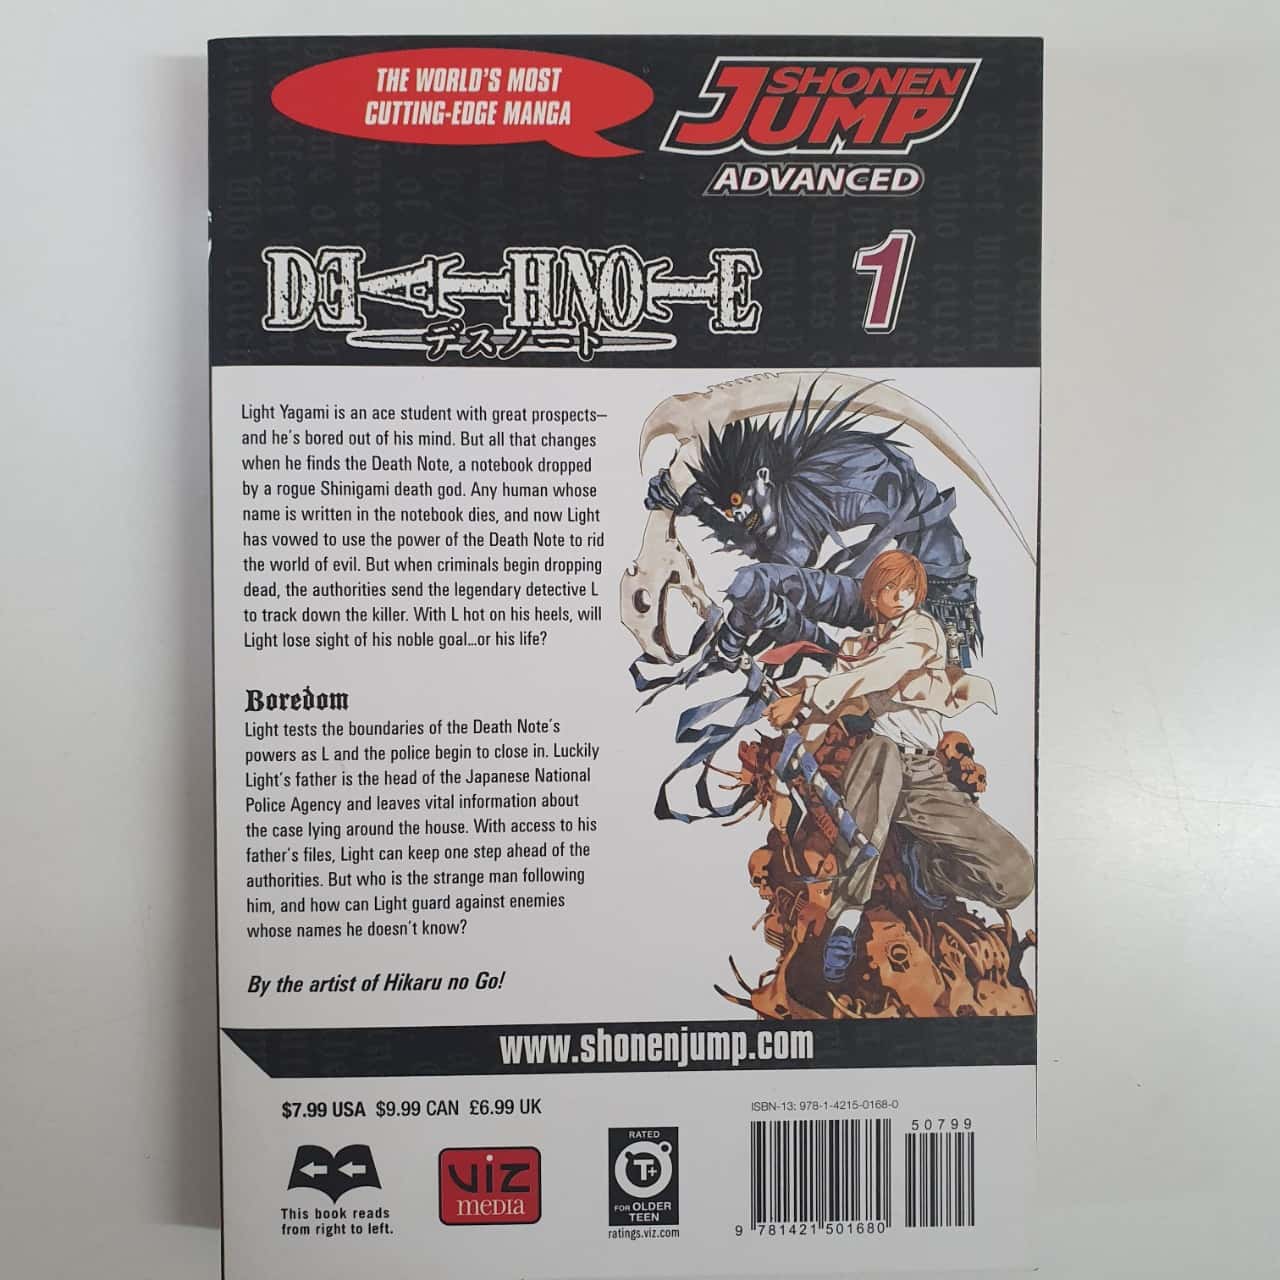 THE WORLD'S MOST
CUTTING-EDGE MANGA
SHONEN
JUMP
ADVANCED
DEATH NOTE
デスノート
1
Light Yagami is an ace student with great prospects—
and he's bored out of his mind. But all that changes
when he finds the Death Note, a notebook dropped
by a rogue Shinigami death god. Any human whose
name is written in the notebook dies, and now Light
has vowed to use the power of the Death Note to rid
the world of evil. But when criminals begin dropping
dead, the authorities send the legendary detective L
to track down the killer. With L hot on his heels, will
Light lose sight of his noble goal...or his life?
Boredom
Light tests the boundaries of the Death Note's
powers as L and the police begin to close in. Luckily
Light's father is the head of the Japanese National
Police Agency and leaves vital information about
the case lying around the house. With access to his
father's files, Light can keep one step ahead of the
authorities. But who is the strange man following
him, and how can Light guard against enemies
whose names he doesn't know?
By the artist of Hikaru no Go!
www.shonenjump.com
$7.99 USA $9.99 CAN £6.99 UK
This book reads
from right to left.
VIZ
MEDIA
RATED
T+
FOR OLDER
TEEN
ratings.viz.com
ISBN-13: 978-1-4215-0168-0
50799
9 781421 501680